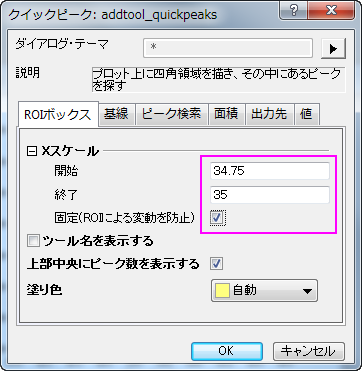 クイックピーク: addtool_quickpeaks
ダイアログ・テーマ
*
説明
プロット上に四角領域を描き、その中にあるピークを探す
ROIボックス 基線 ピーク検索 面積 出力先 値
Xスケール
開始 34.75
終了 35
固定(ROIによる変動を防止)
ツール名を表示する
上部中央にピーク数を表示する
塗り色 自動
OK キャンセル